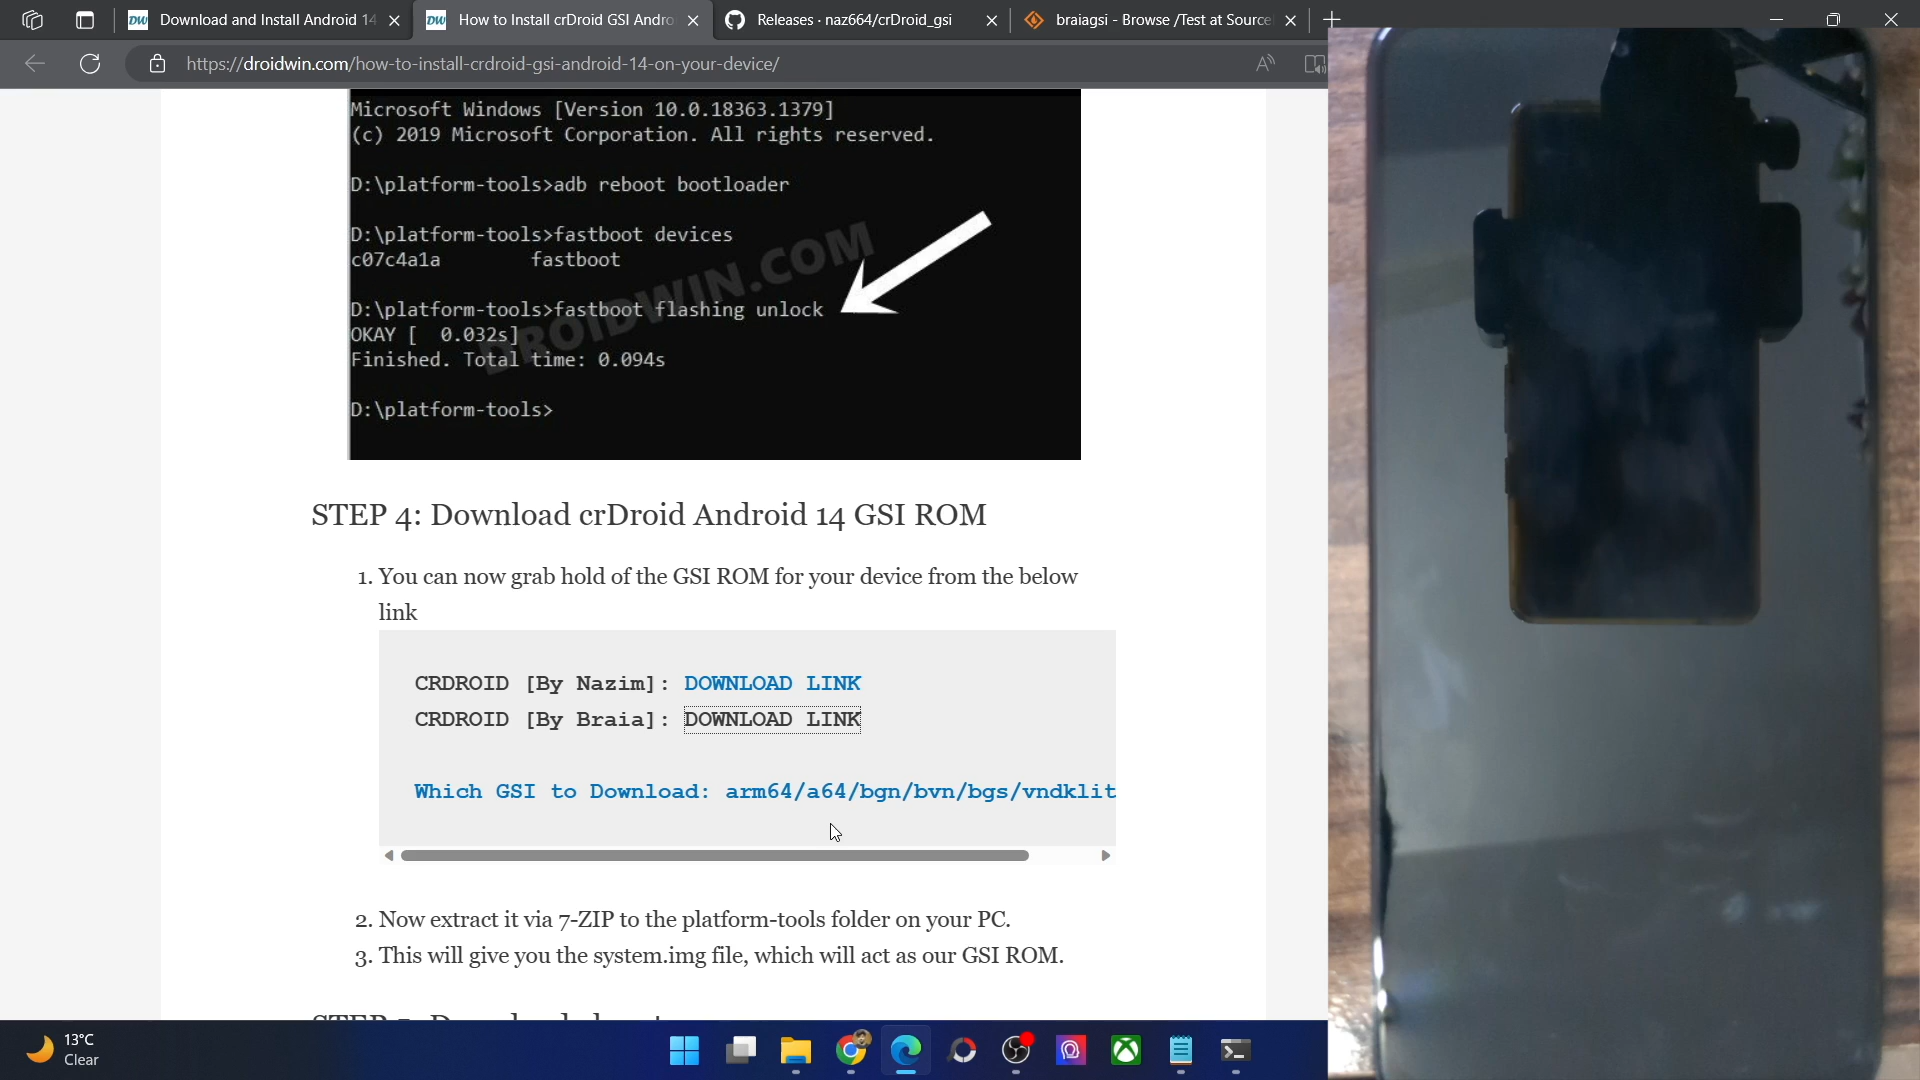 Download and Install Android 14
How to Install crDroid GSI Andro
Releases · naz664/crDroid_gsi
braiagsi - Browse /Test at Source
https://droidwin.com/how-to-install-crdroid-gsi-android-14-on-your-device/
Microsoft Windows [Version 10.0.18363.1379]
(c) 2019 Microsoft Corporation. All rights reserved.
D:\platform-tools>adb reboot bootloader
D:\platform-tools>fastboot devices
c07c4a1a fastboot
D:\platform-tools>fastboot flashing unlock
OKAY [ 0.032s]
Finished. Total time: 0.094s
D:\platform-tools>
DROIDWIN.COM
STEP 4: Download crDroid Android 14 GSI ROM
1. You can now grab hold of the GSI ROM for your device from the below
link
CRDROID [By Nazim]: DOWNLOAD LINK
CRDROID [By Braia]: DOWNLOAD LINK
Which GSI to Download: arm64/a64/bgn/bvn/bgs/vndklit
2. Now extract it via 7-ZIP to the platform-tools folder on your PC.
3. This will give you the system.img file, which will act as our GSI ROM.
13°C
Clear